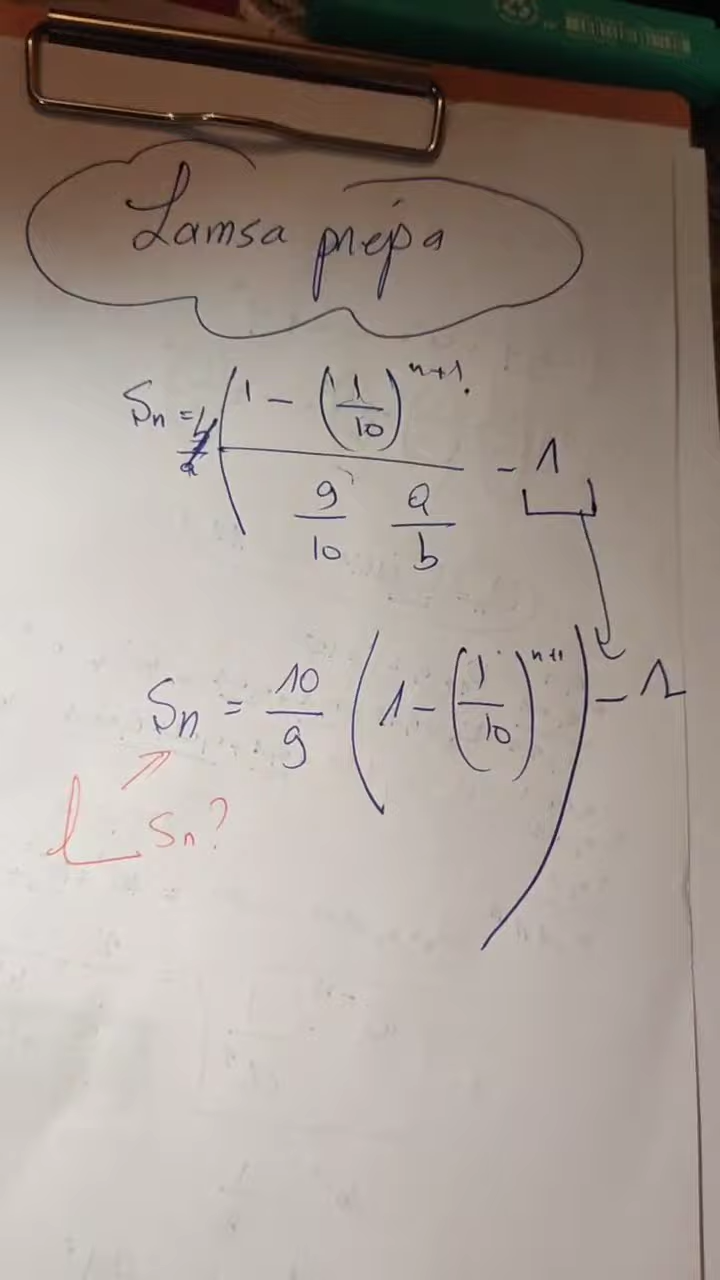 Lamsa prépa
Sₙ = b/a ( 1 - (1/10)ⁿ⁺¹ / 9/10 a/b - 1
Sₙ = 10/9 ( 1 - (1/10)ⁿ⁺¹ ) - 1
Sₙ ?